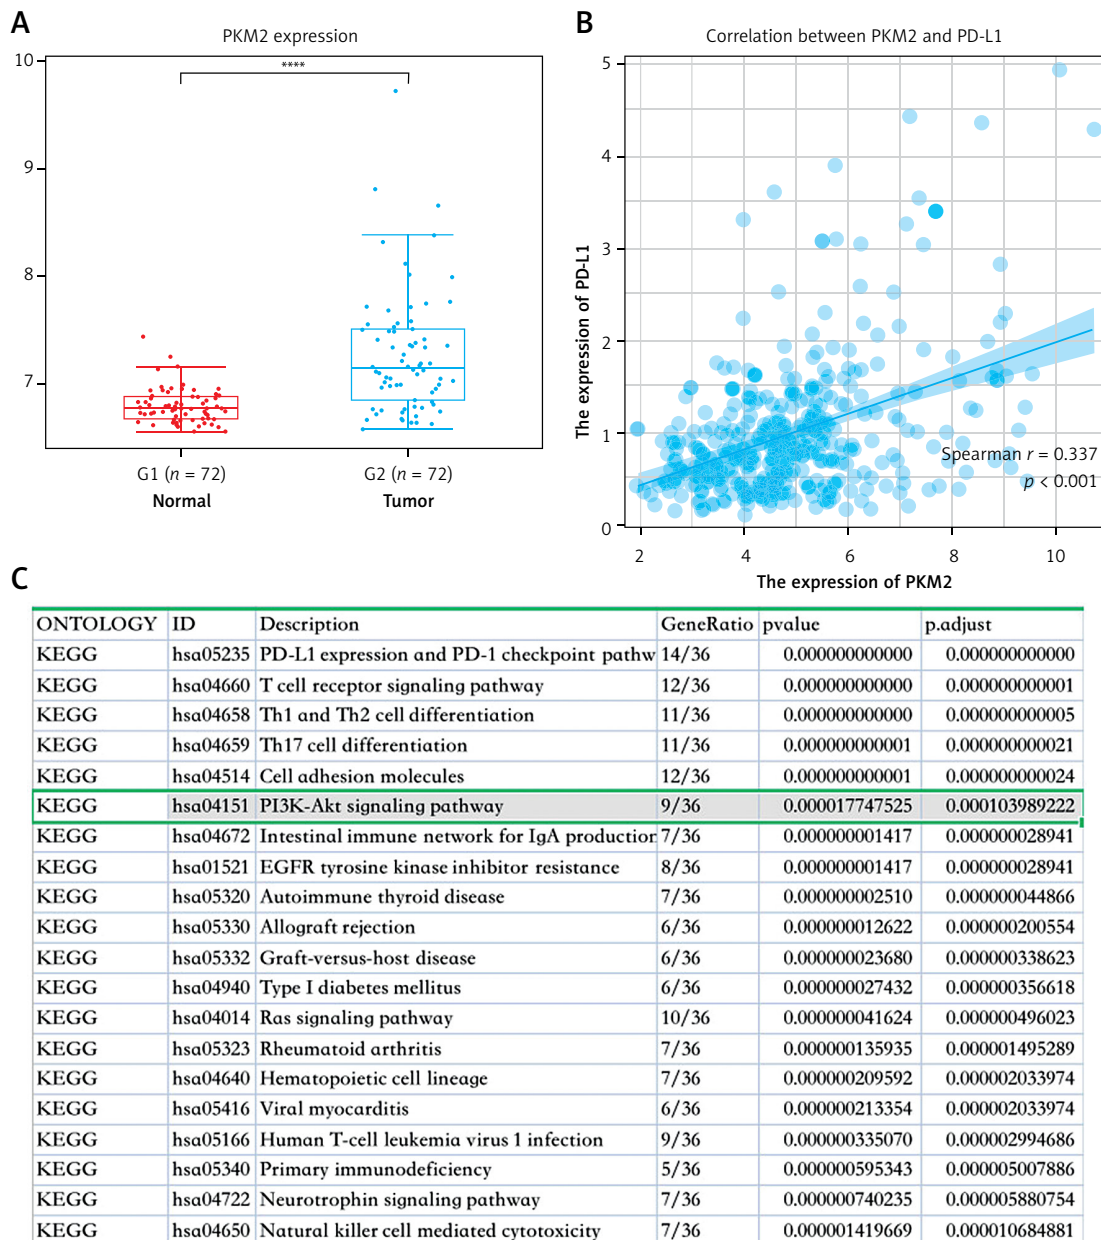 A
PKM2 expression
****
10
9
8
7
G1 (n = 72)
Normal
G2 (n = 72)
Tumor
B
Correlation between PKM2 and PD-L1
The expression of PD-L1
5
4
3
2
1
0
Spearman r = 0.337
p < 0.001
2 4 6 8 10
The expression of PKM2
C
ONTOLOGY ID Description GeneRatio pvalue p.adjust
KEGG hsa05235 PD-L1 expression and PD-1 checkpoint pathw 14/36 0.000000000000 0.000000000000
KEGG hsa04660 T cell receptor signaling pathway 12/36 0.000000000000 0.000000000001
KEGG hsa04658 Th1 and Th2 cell differentiation 11/36 0.000000000000 0.000000000005
KEGG hsa04659 Th17 cell differentiation 11/36 0.000000000001 0.000000000021
KEGG hsa04514 Cell adhesion molecules 12/36 0.000000000001 0.000000000024
KEGG hsa04151 PI3K-Akt signaling pathway 9/36 0.000017747525 0.000103989222
KEGG hsa04672 Intestinal immune network for IgA production 7/36 0.000000001417 0.000000028941
KEGG hsa01521 EGFR tyrosine kinase inhibitor resistance 8/36 0.000000001417 0.000000028941
KEGG hsa05320 Autoimmune thyroid disease 7/36 0.000000002510 0.000000044866
KEGG hsa05330 Allograft rejection 6/36 0.000000012622 0.000000200554
KEGG hsa05332 Graft-versus-host disease 6/36 0.000000023680 0.000000338623
KEGG hsa04940 Type I diabetes mellitus 6/36 0.000000027432 0.000000356618
KEGG hsa04014 Ras signaling pathway 10/36 0.000000041624 0.000000496023
KEGG hsa05323 Rheumatoid arthritis 7/36 0.000000135935 0.000001495289
KEGG hsa04640 Hematopoietic cell lineage 7/36 0.000000209592 0.000002033974
KEGG hsa05416 Viral myocarditis 6/36 0.000000213354 0.000002033974
KEGG hsa05166 Human T-cell leukemia virus 1 infection 9/36 0.000000335070 0.000002994686
KEGG hsa05340 Primary immunodeficiency 5/36 0.000000595343 0.000005007886
KEGG hsa04722 Neurotrophin signaling pathway 7/36 0.000000740235 0.000005880754
KEGG hsa04650 Natural killer cell mediated cytotoxicity 7/36 0.000001419669 0.000010684881